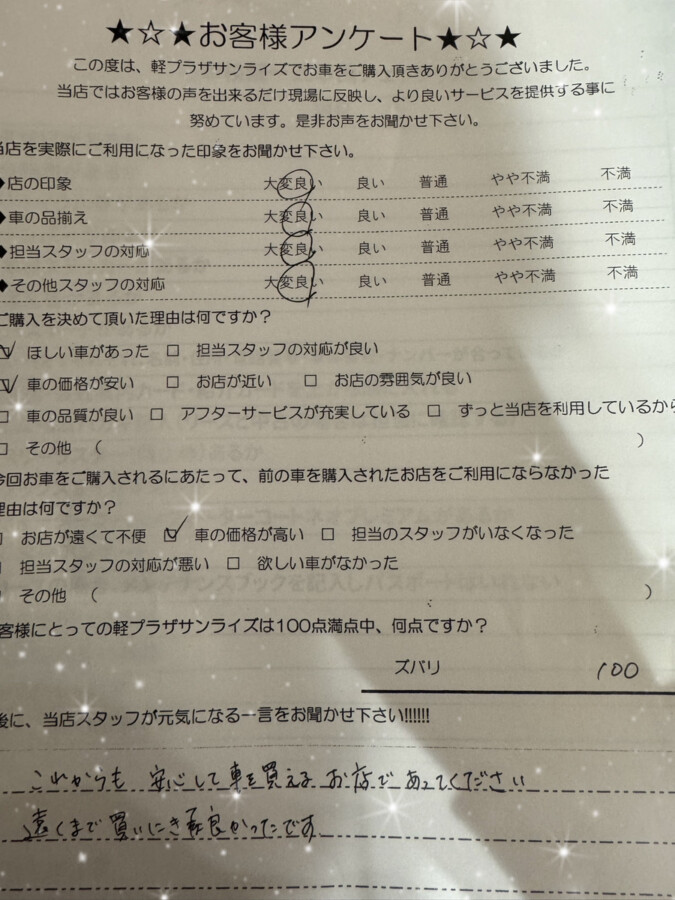 ★☆★お客様アンケート★☆★
この度は、軽プラザサンライズでお車をご購入頂きありがとうございました。
当店ではお客様の声を出来るだけ現場に反映し、より良いサービスを提供する事に
努めています。是非お声をお聞かせ下さい。
当店を実際にご利用になった印象をお聞かせ下さい。
◆店の印象 大変良い 良い 普通 やや不満 不満
◆車の品揃え 大変良い 良い 普通 やや不満 不満
◆担当スタッフの対応 大変良い 良い 普通 やや不満 不満
◆その他スタッフの対応 大変良い 良い 普通 やや不満 不満
ご購入を決めて頂いた理由は何ですか？
☑ ほしい車があった □ 担当スタッフの対応が良い
☑ 車の価格が安い □ お店が近い □ お店の雰囲気が良い
□ 車の品質が良い □ アフターサービスが充実している □ ずっと当店を利用しているから
□ その他 （ ）
今回お車をご購入されるにあたって、前の車を購入されたお店をご利用にならなかった
理由は何ですか？
□ お店が遠くて不便 ☑ 車の価格が高い □ 担当のスタッフがいなくなった
□ 担当スタッフの対応が悪い □ 欲しい車がなかった
□ その他 （ ）
客様にとっての軽プラザサンライズは100点満点中、何点ですか？
ズバリ 100
後に、当店スタッフが元気になる一言をお聞かせ下さい!!!!!!
これからも 安心して車を買えるお店であってください
遠くまで買いにき 良かったです